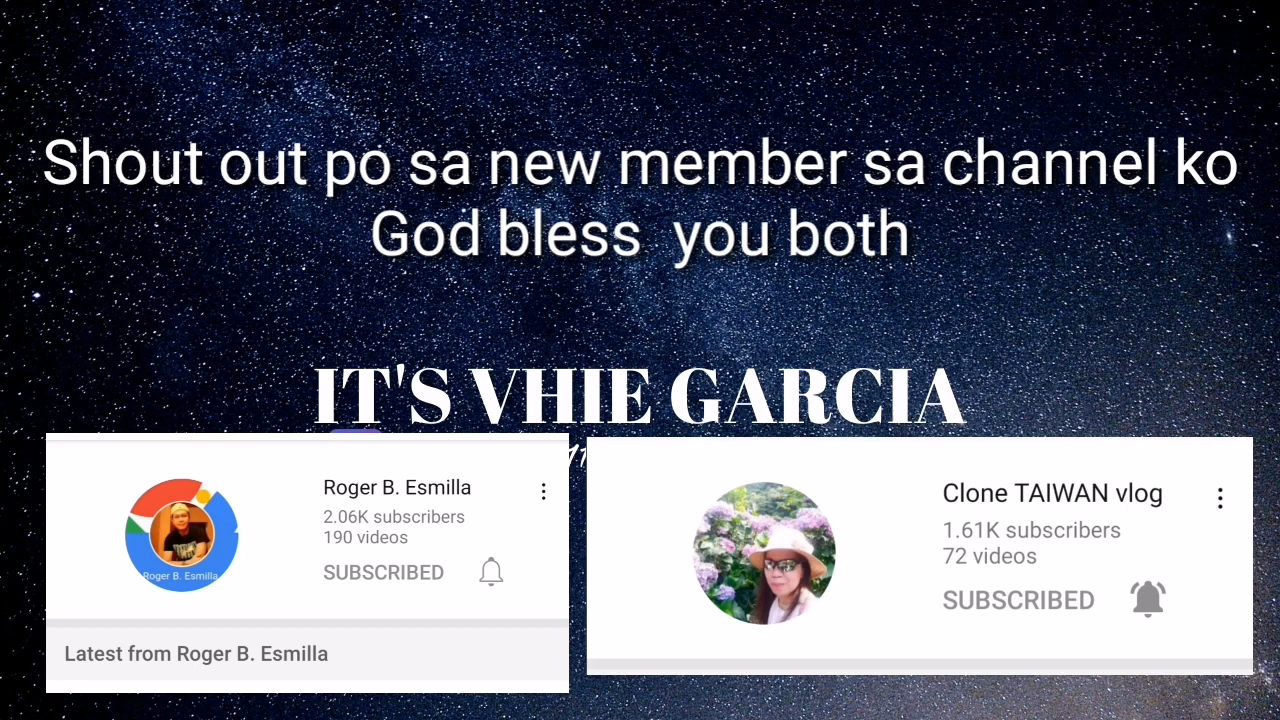 Shout out po sa new member sa channel ko
God bless you both
IT'S VHIE GARCIA
Roger B. Esmilla
2.06K subscribers
190 videos
SUBSCRIBED
Roger B. Esmilla
Latest from Roger B. Esmilla
Clone TAIWAN vlog
1.61K subscribers
72 videos
SUBSCRIBED